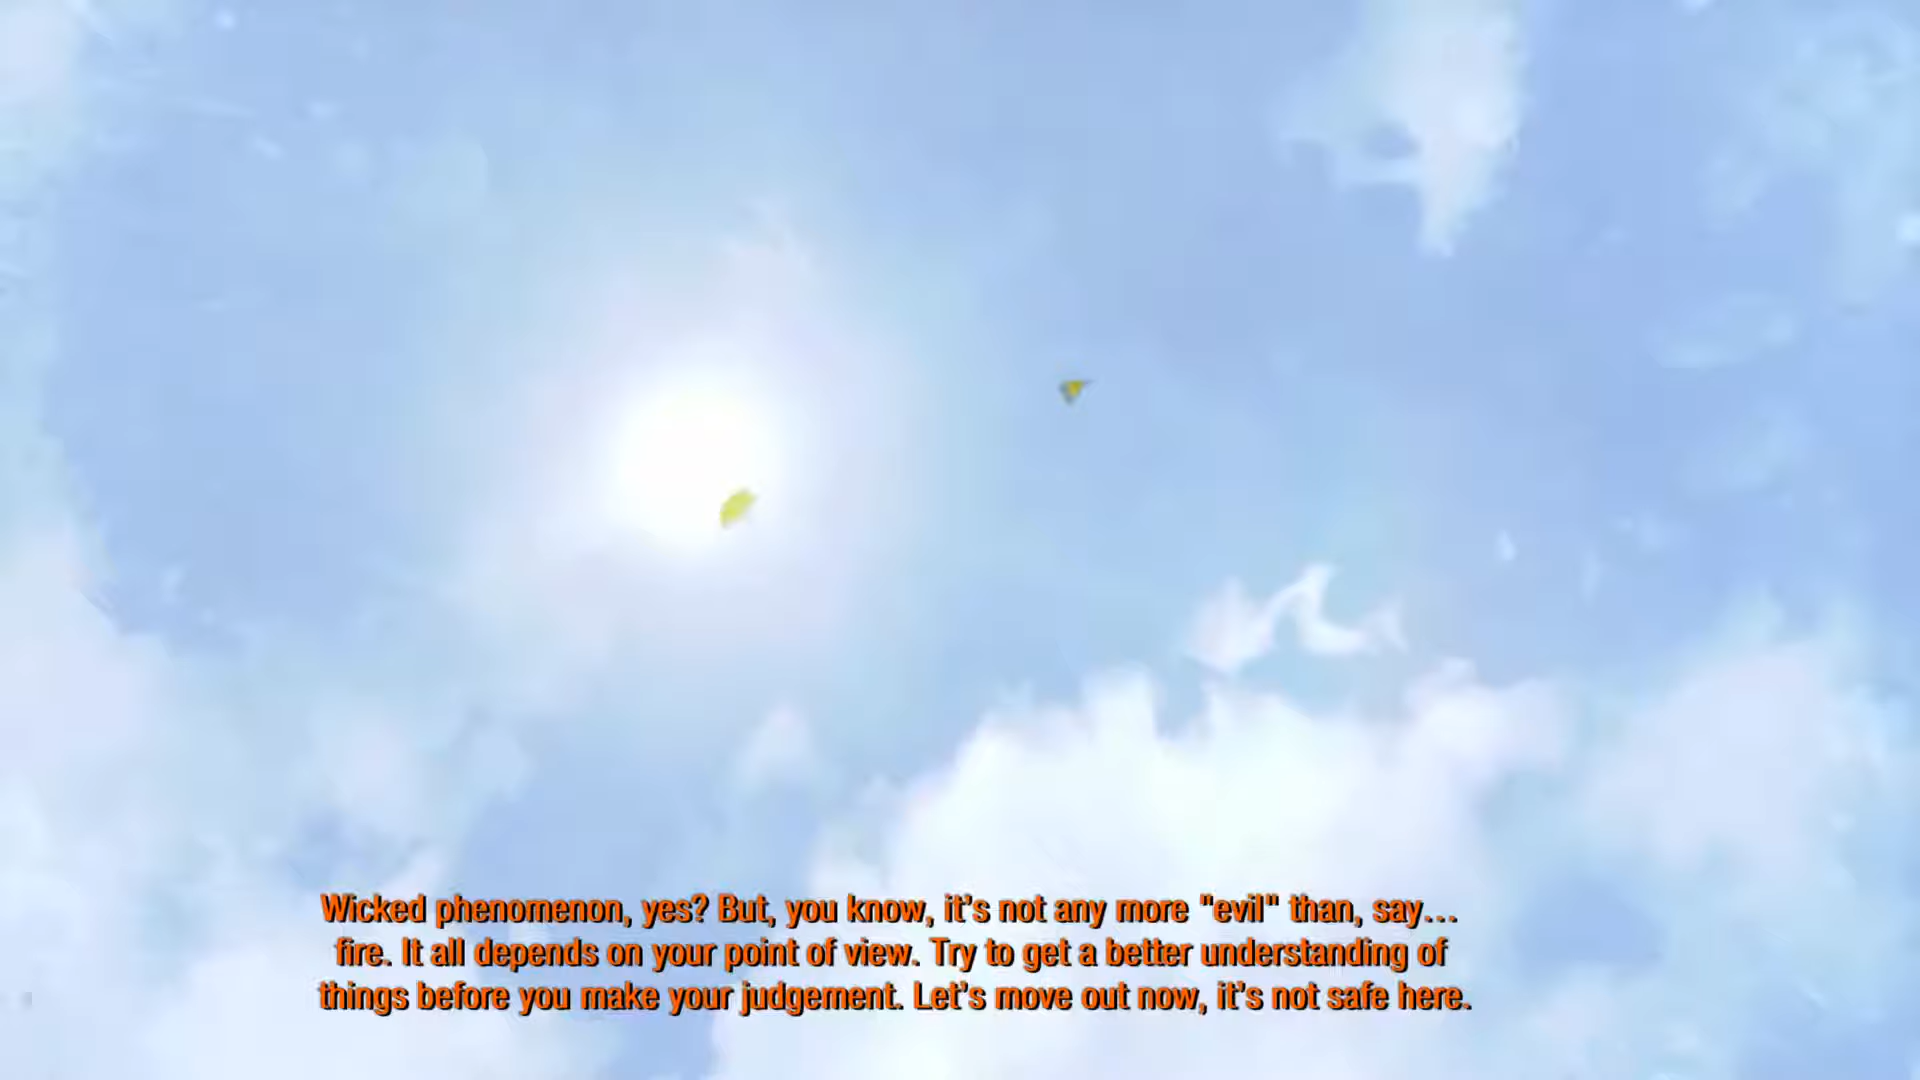 Wicked phenomenon, yes? But, you know, it's not any more "evil" than, say...
fire. It all depends on your point of view. Try to get a better understanding of
things before you make your judgement. Let's move out now, it's not safe here.